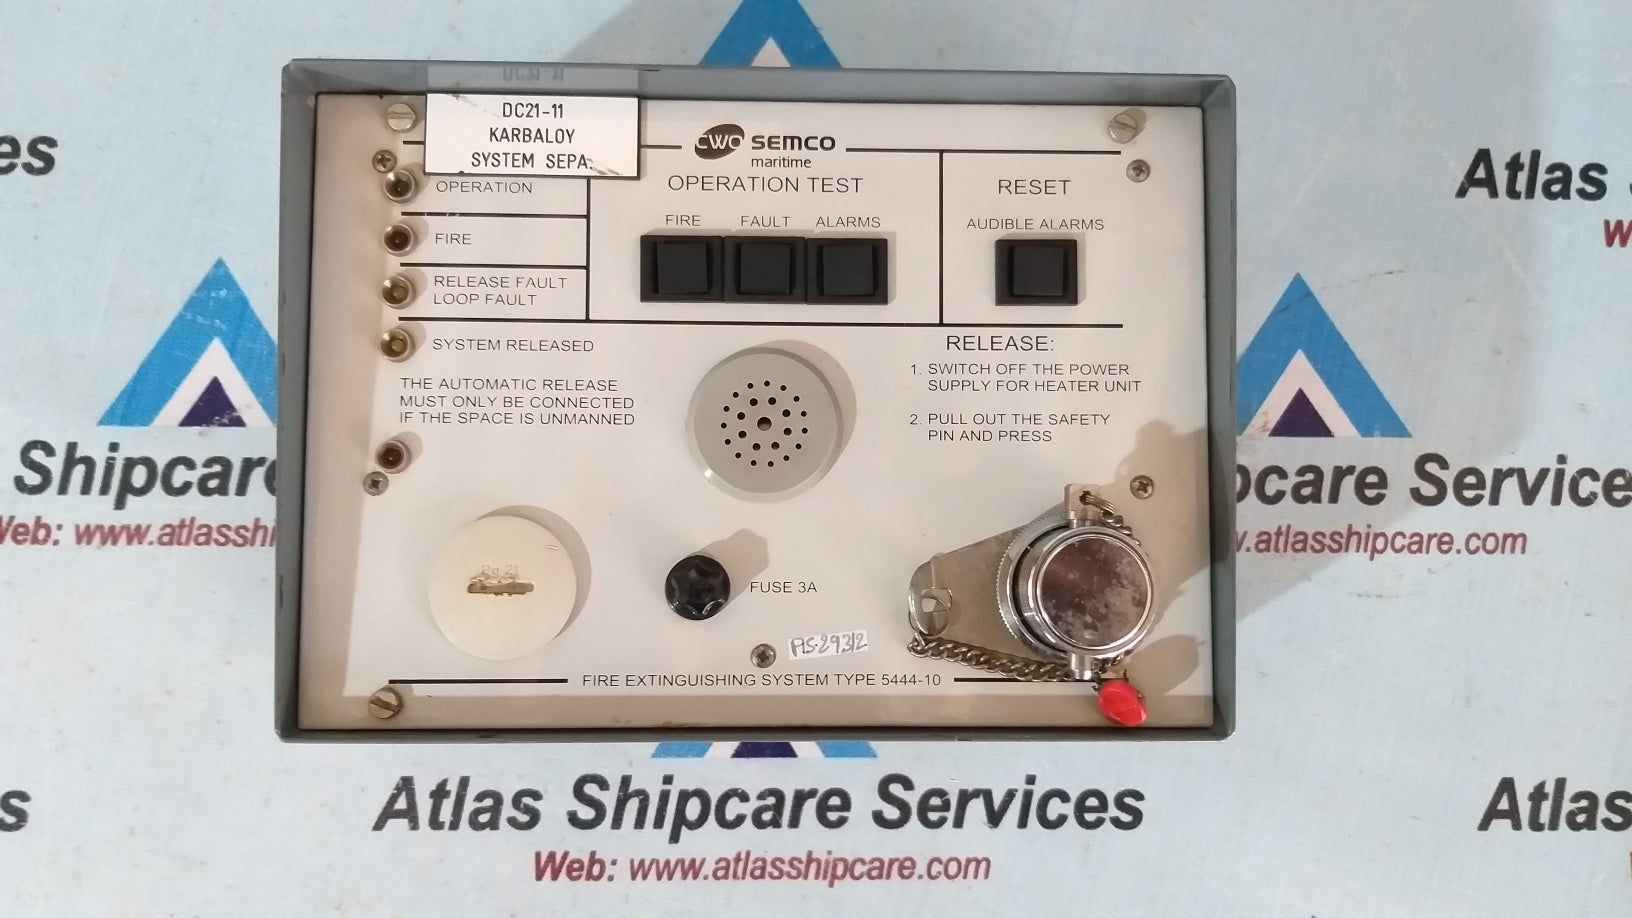 DC21-11
KARBALOY
SYSTEM SEPA.
CWO SEMCO
maritime
OPERATION
FIRE
RELEASE FAULT
LOOP FAULT
SYSTEM RELEASED
OPERATION TEST
FIRE FAULT ALARMS
RESET
AUDIBLE ALARMS
THE AUTOMATIC RELEASE
MUST ONLY BE CONNECTED
IF THE SPACE IS UNMANNED
RELEASE:
1. SWITCH OFF THE POWER
SUPPLY FOR HEATER UNIT
2. PULL OUT THE SAFETY
PIN AND PRESS
Pg 21
FUSE 3A
AS-29312
FIRE EXTINGUISHING SYSTEM TYPE 5444-10
es
Atlas
Shipcare
Web: www.atlasshi
pcare Service
.atlasshipcare.com
s
Atlas Shipcare Services
Web: www.atlasshipcare.com
Atlas